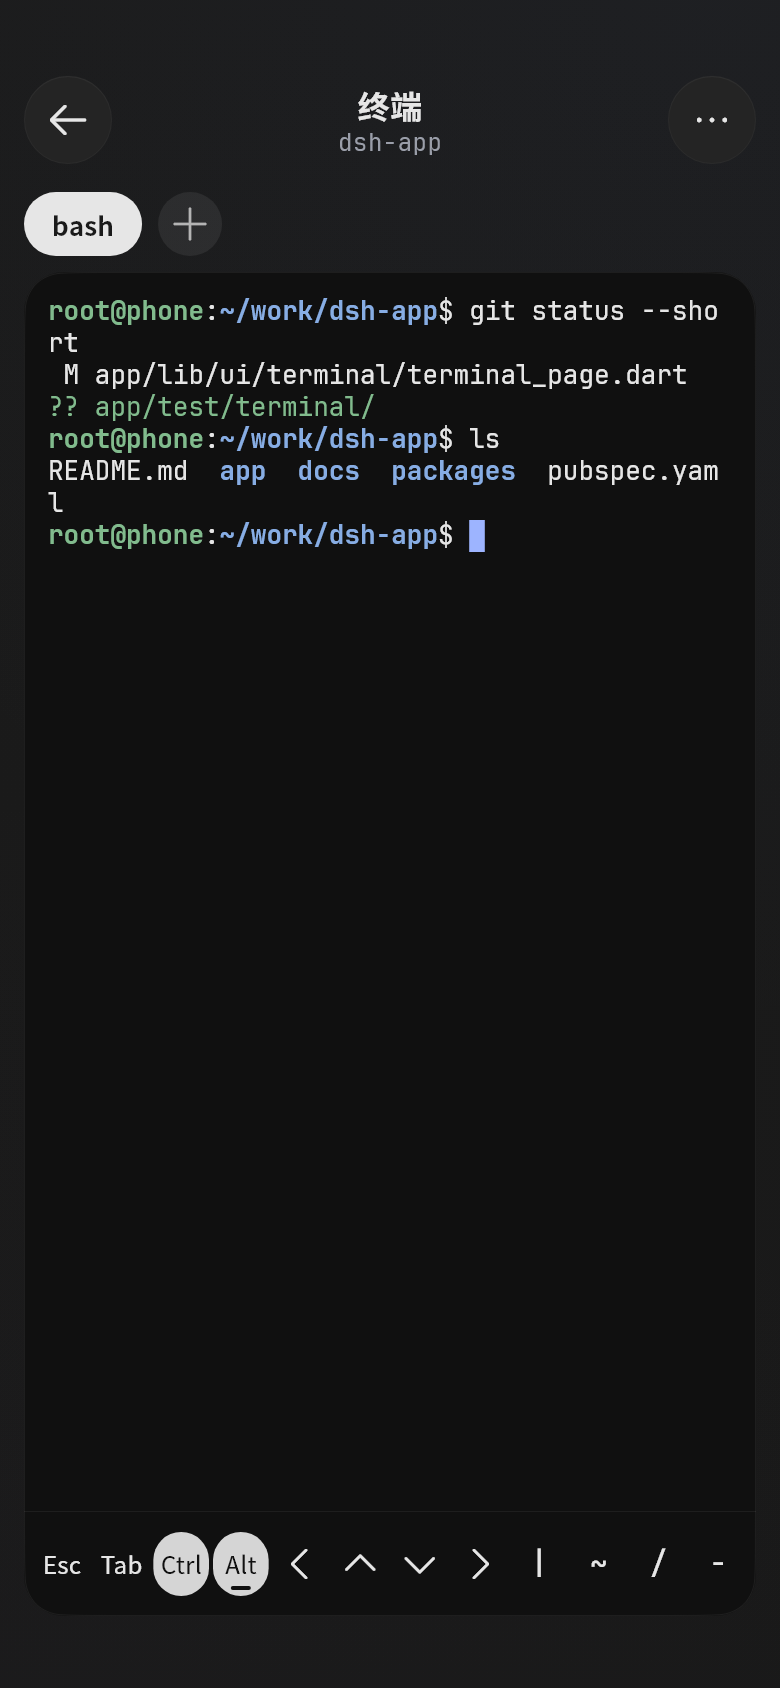 终端
dsh-app
bash
root@phone:~/work/dsh-app$ git status --sho
rt
 M app/lib/ui/terminal/terminal_page.dart
?? app/test/terminal/
root@phone:~/work/dsh-app$ ls
README.md  app  docs  packages  pubspec.yam
l
root@phone:~/work/dsh-app$
Esc Tab Ctrl Alt | ~ / -